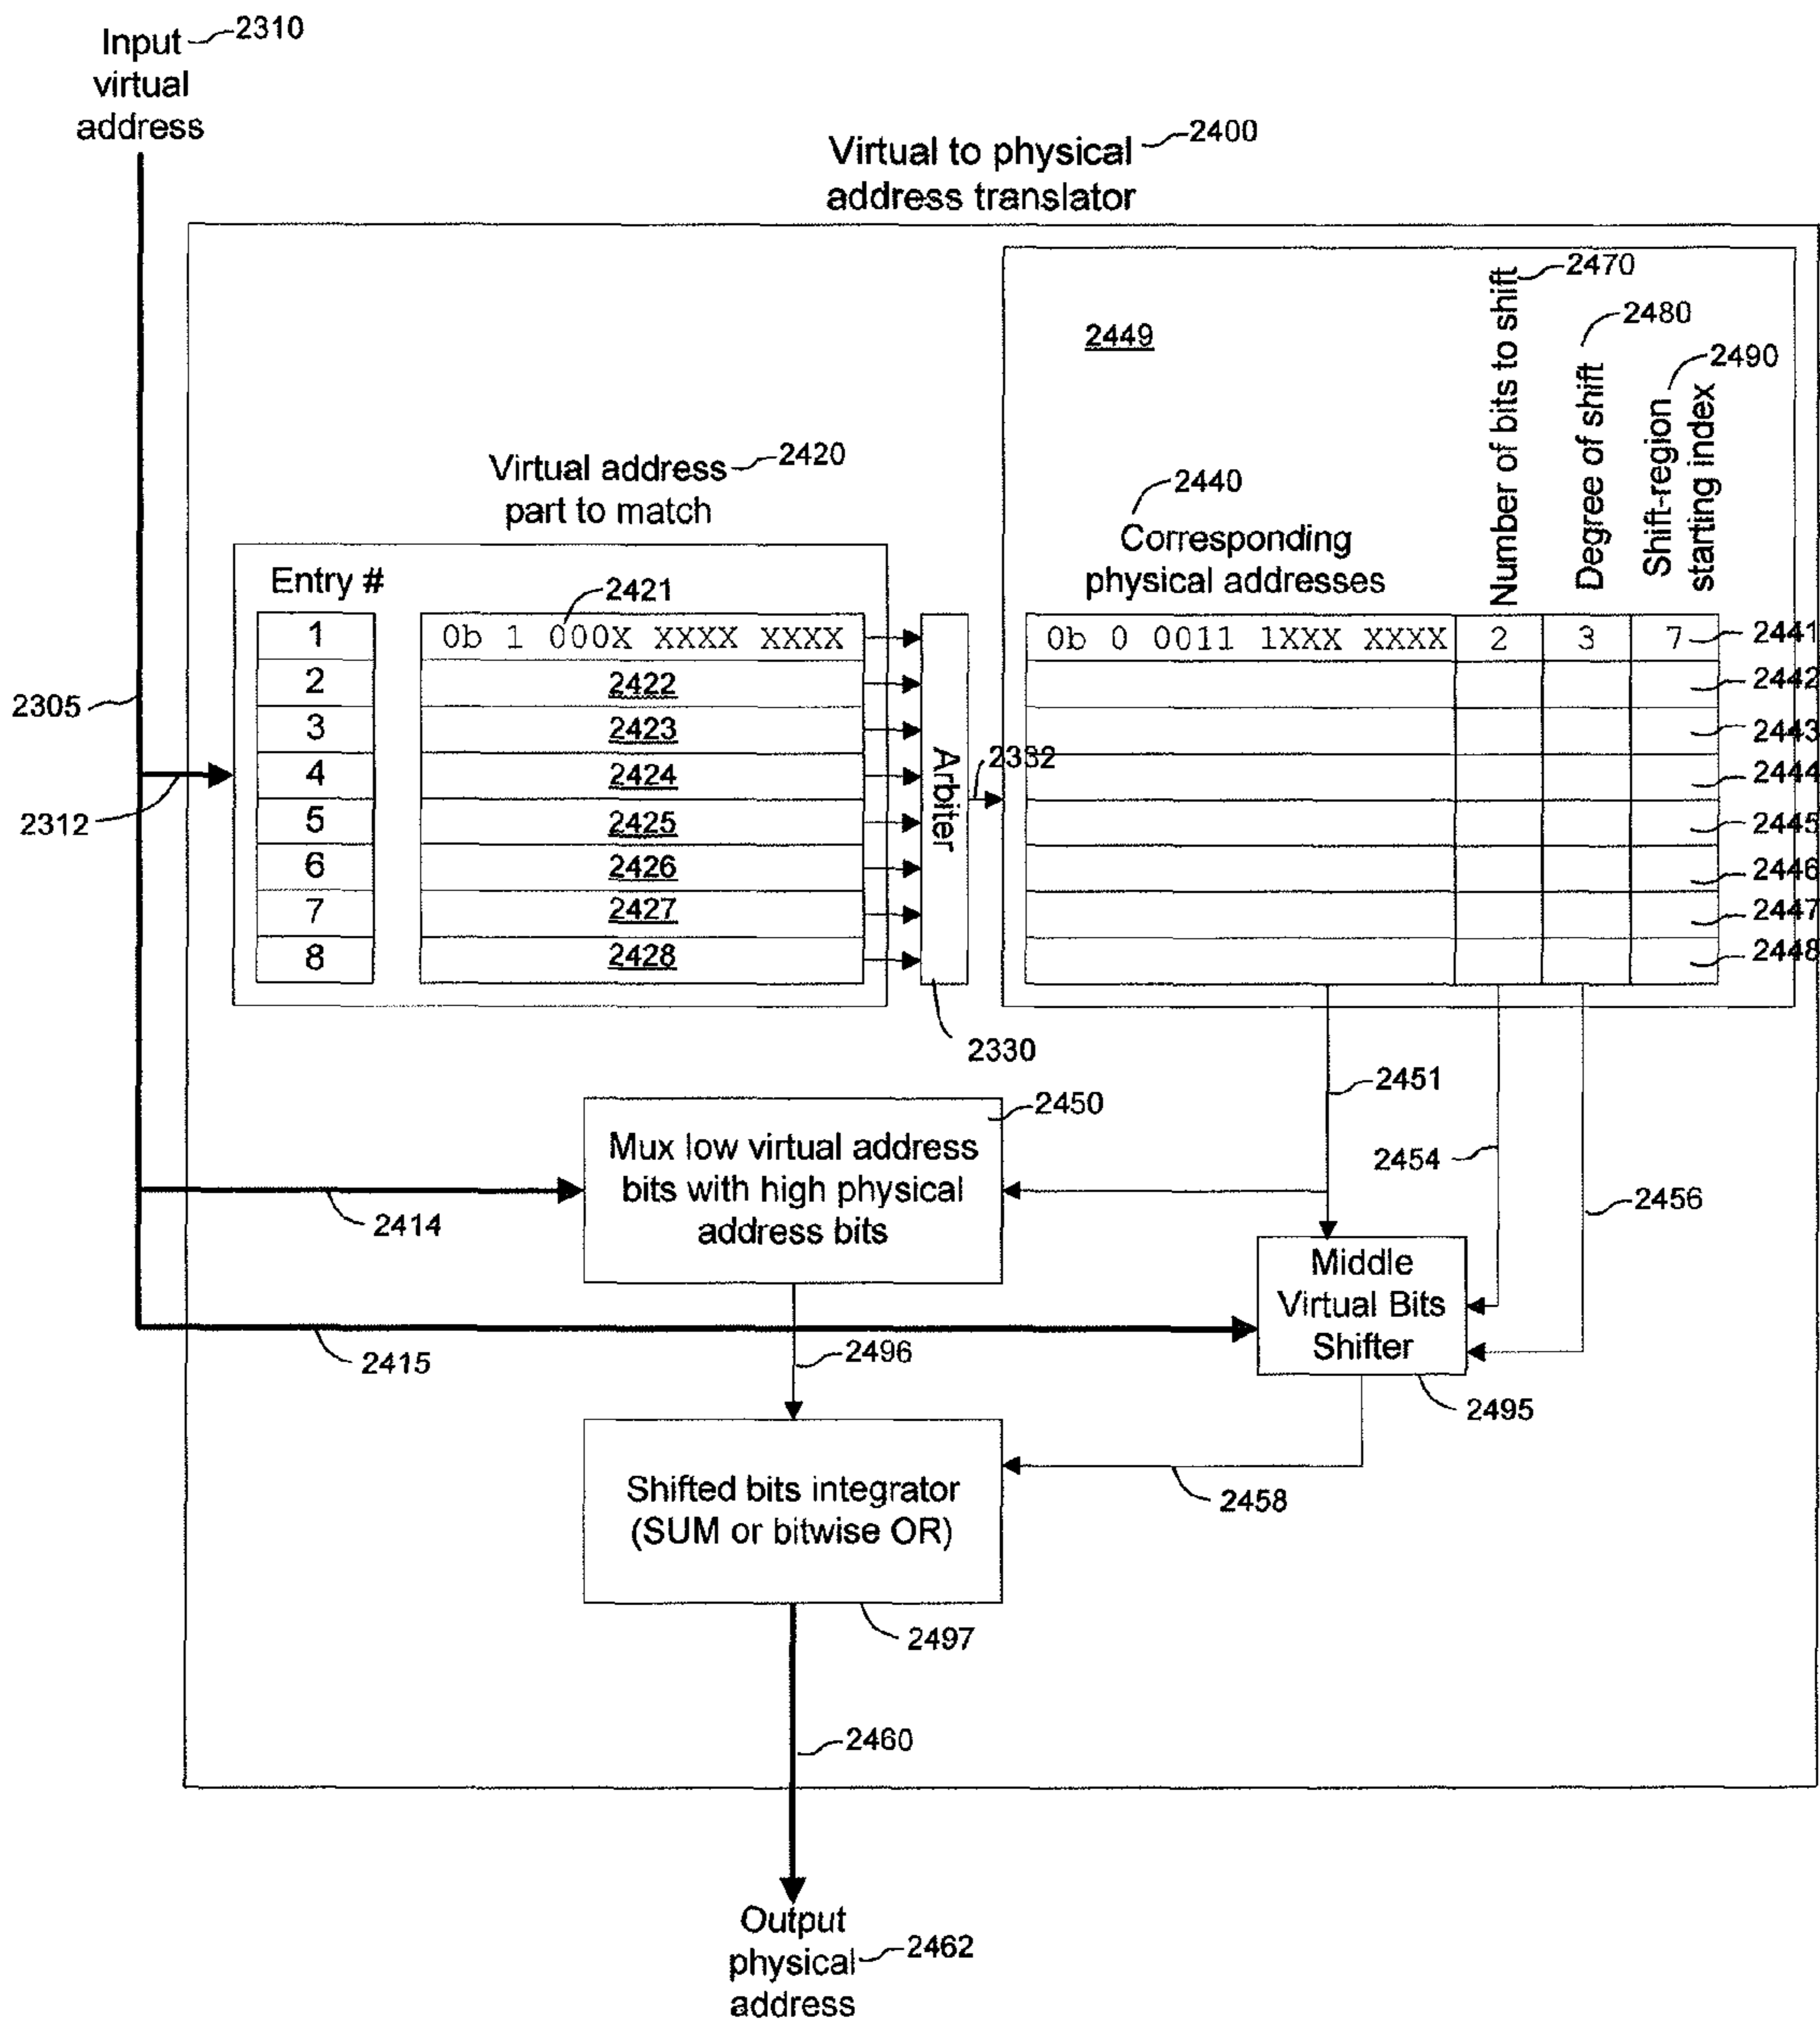 Input 2310
virtual
address
Virtual to physical 2400
address translator
2449
Number of bits to shift 2470
Degree of shift 2480
Shift-region 2490
starting index
Virtual address 2420
part to match
2440
Corresponding
physical addresses
Entry #
2421
1 0b 1 000X XXXX XXXX 0b 0 0011 1XXX XXXX 2 3 7 2441
2 2422 2442
3 2423 2443
4 2424 2444
5 2425 2445
6 2426 2446
7 2427 2447
8 2428 2448
2305
2312
Arbiter
2332
2330
2451
2454
2456
2450
Mux low virtual address
bits with high physical
address bits
2414
Middle
Virtual Bits
Shifter
2415
2496
2495
Shifted bits integrator
(SUM or bitwise OR)
2458
2497
2460
Output
physical 2462
address